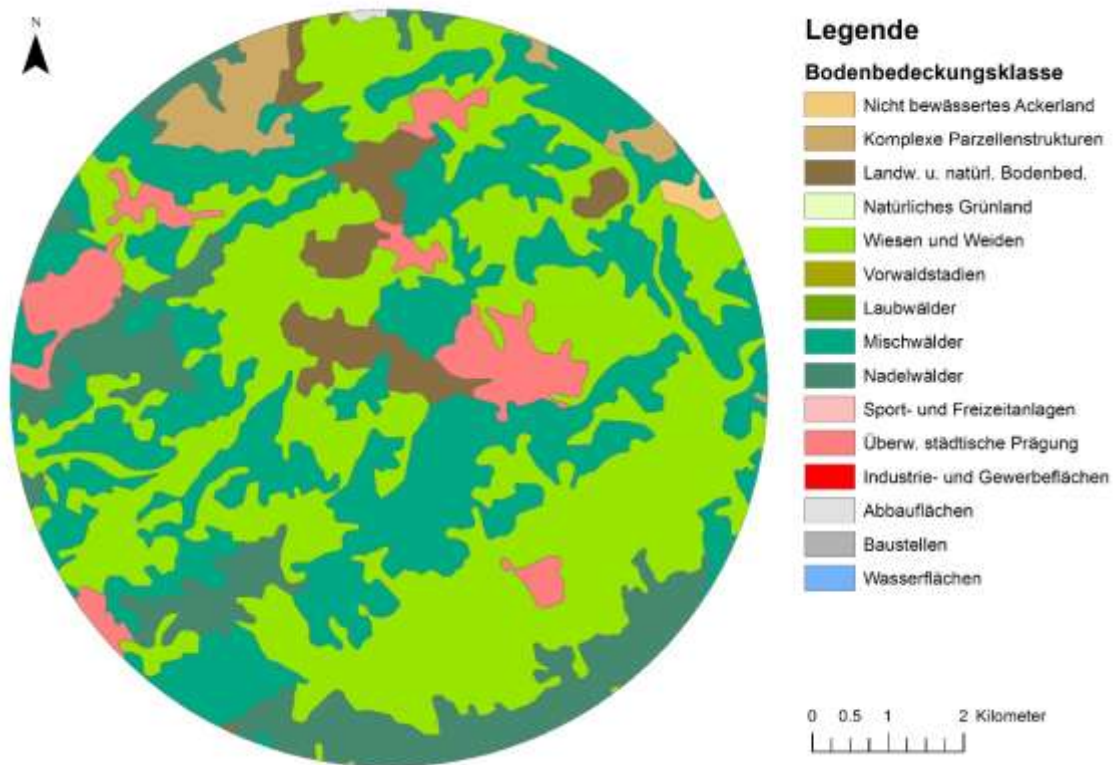 N
Legende
Bodenbedeckungsklasse
Nicht bewässertes Ackerland
Komplexe Parzellenstrukturen
Landw. u. natürl. Bodenbed.
Natürliches Grünland
Wiesen und Weiden
Vorwaldstadien
Laubwälder
Mischwälder
Nadelwälder
Sport- und Freizeitanlagen
Überw. städtische Prägung
Industrie- und Gewerbeflächen
Abbauflächen
Baustellen
Wasserflächen
0 0.5 1 2 Kilometer